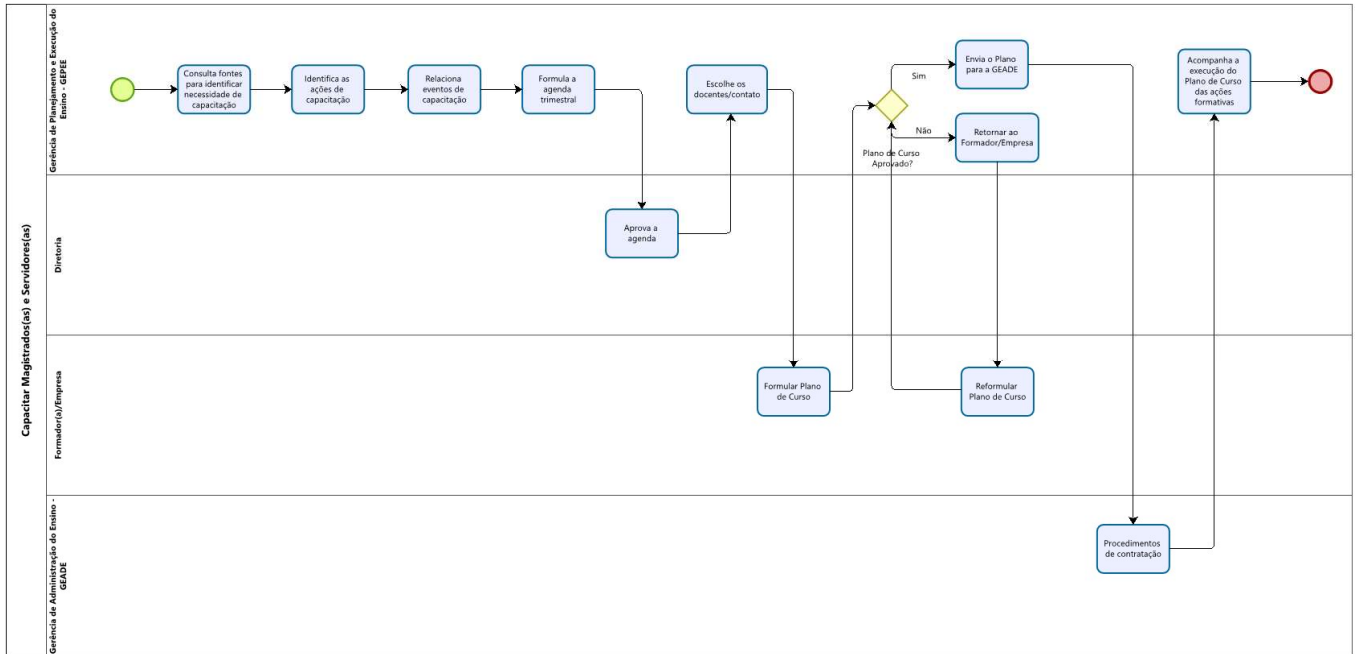 Capacitar Magistrados(as) e Servidores(as)
Gerência de Planejamento e Execução do
Ensino - GEPEE
Consulta fontes
para identificar
necessidade de
capacitação
Identifica as
ações de
capacitação
Relaciona
eventos de
capacitação
Formula a
agenda
trimestral
Escolhe os
docentes/contato
Sim
Envia o Plano
para a GEADE
Não
Retornar ao
Formador/Empresa
Plano de Curso
Aprovado?
Acompanha a
execução do
Plano de Curso
das ações
formativas
Diretoria
Aprova a
agenda
Formador(a)/Empresa
Formular Plano
de Curso
Reformular
Plano de Curso
Gerência de Administração do Ensino -
GEADE
Procedimentos
de contratação